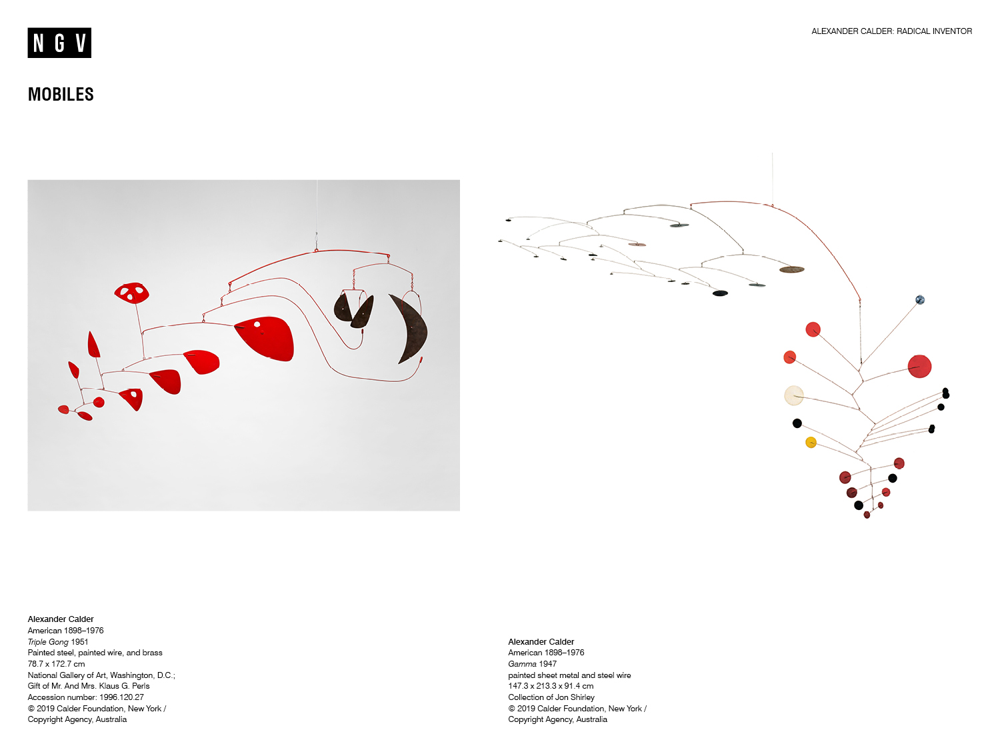 NGV
ALEXANDER CALDER: RADICAL INVENTOR
MOBILES
Alexander Calder
American 1898–1976
Triple Gong 1951
Painted steel, painted wire, and brass
78.7 x 172.7 cm
National Gallery of Art, Washington, D.C.;
Gift of Mr. And Mrs. Klaus G. Perls
Accession number: 1996.120.27
© 2019 Calder Foundation, New York /
Copyright Agency, Australia
Alexander Calder
American 1898–1976
Gamma 1947
painted sheet metal and steel wire
147.3 x 213.3 x 91.4 cm
Collection of Jon Shirley
© 2019 Calder Foundation, New York /
Copyright Agency, Australia